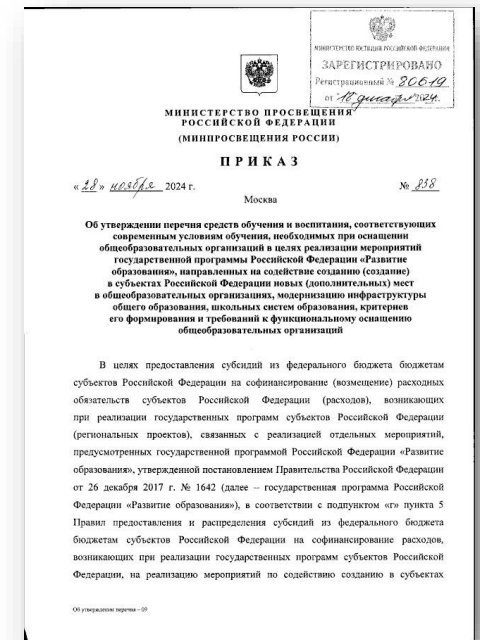 МИНИСТЕРСТВО ЮСТИЦИИ РОССИЙСКОЙ ФЕДЕРАЦИИ
ЗАРЕГИСТРИРОВАНО
Регистрационный № 80619
от "10" декабря 2024.
МИНИСТЕРСТВО ПРОСВЕЩЕНИЯ
РОССИЙСКОЙ ФЕДЕРАЦИИ
(МИНПРОСВЕЩЕНИЯ РОССИИ)
ПРИКАЗ
« 28 » ноября 2024 г.
№ 838
Москва
Об утверждении перечня средств обучения и воспитания, соответствующих
современным условиям обучения, необходимых при оснащении
общеобразовательных организаций в целях реализации мероприятий
государственной программы Российской Федерации «Развитие
образования», направленных на содействие созданию (создание)
в субъектах Российской Федерации новых (дополнительных) мест
в общеобразовательных организациях, модернизацию инфраструктуры
общего образования, школьных систем образования, критериев
его формирования и требований к функциональному оснащению
общеобразовательных организаций
В целях предоставления субсидий из федерального бюджета бюджетам
субъектов Российской Федерации на софинансирование (возмещение) расходных
обязательств субъектов Российской Федерации (расходов), возникающих
при реализации государственных программ субъектов Российской Федерации
(региональных проектов), связанных с реализацией отдельных мероприятий,
предусмотренных государственной программой Российской Федерации «Развитие
образования», утвержденной постановлением Правительства Российской Федерации
от 26 декабря 2017 г. № 1642 (далее – государственная программа Российской
Федерации «Развитие образования»), в соответствии с подпунктом «г» пункта 5
Правил предоставления и распределения субсидий из федерального бюджета
бюджетам субъектов Российской Федерации на софинансирование расходов,
возникающих при реализации государственных программ субъектов Российской
Федерации, на реализацию мероприятий по содействию созданию в субъектах
Об утверждении перечня – 09